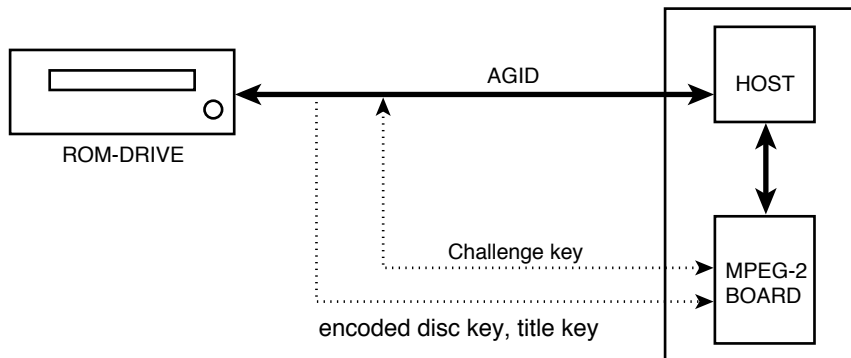 AGID
HOST
ROM-DRIVE
Challenge key
MPEG-2
BOARD
encoded disc key, title key